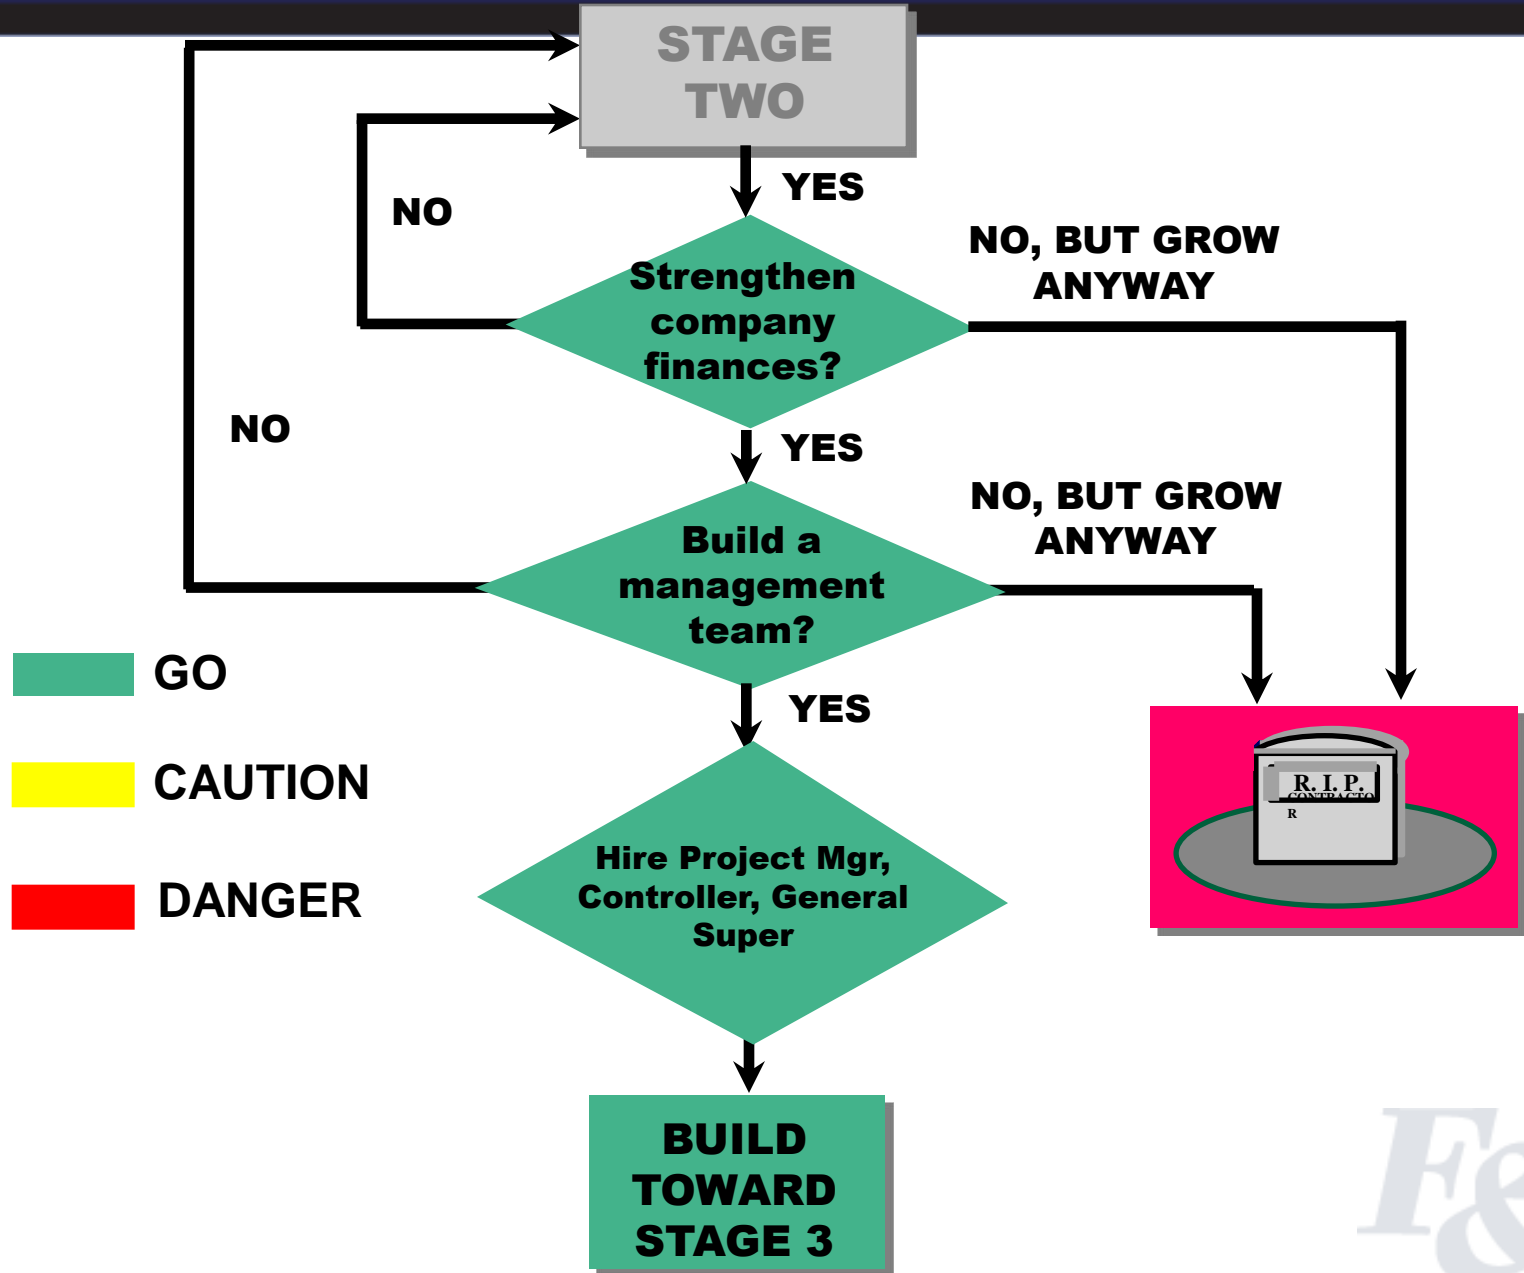 STAGE
TWO
YES
NO
NO, BUT GROW
ANYWAY
Strengthen
company
finances?
NO
YES
NO, BUT GROW
ANYWAY
Build a
management
team?
GO
YES
CAUTION
R. I. P.
CONTRACTO
R
Hire Project Mgr,
Controller, General
Super
DANGER
BUILD
TOWARD
STAGE 3
F&